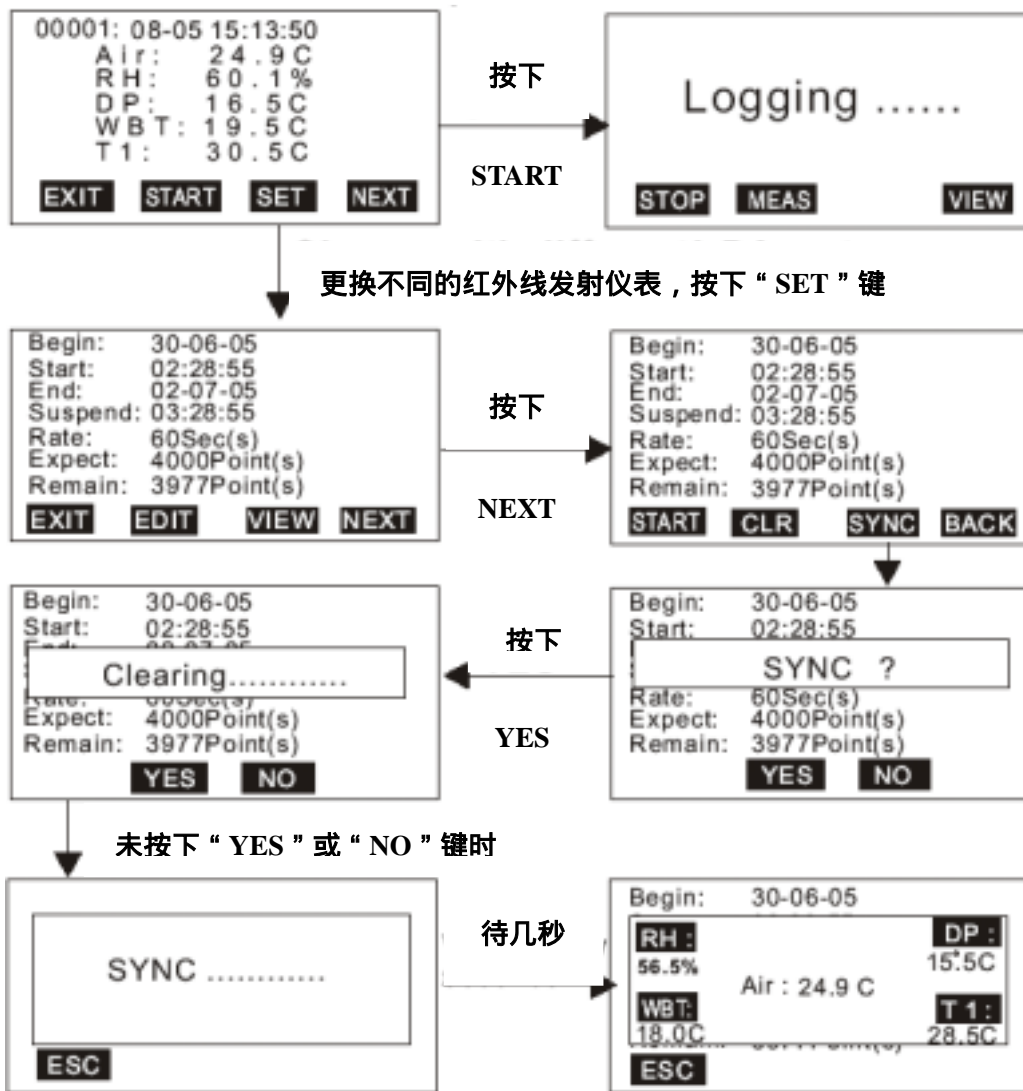 00001: 08-05 15:13:50
Air: 24.9C
RH: 60.1%
DP: 16.5C
WBT: 19.5C
T1: 30.5C
EXIT START SET NEXT
按下
START
Logging ......
STOP MEAS VIEW
更换不同的红外线发射仪表，按下“SET”键
Begin: 30-06-05
Start: 02:28:55
End: 02-07-05
Suspend: 03:28:55
Rate: 60Sec(s)
Expect: 4000Point(s)
Remain: 3977Point(s)
EXIT EDIT VIEW NEXT
按下
NEXT
Begin: 30-06-05
Start: 02:28:55
End: 02-07-05
Suspend: 03:28:55
Rate: 60Sec(s)
Expect: 4000Point(s)
Remain: 3977Point(s)
START CLR SYNC BACK
Begin: 30-06-05
Start: 02:28:55
SYNC ?
Rate: 60Sec(s)
Expect: 4000Point(s)
Remain: 3977Point(s)
YES NO
按下
YES
Begin: 30-06-05
Start: 02:28:55
Clearing............
Rate: 60Sec(s)
Expect: 4000Point(s)
Remain: 3977Point(s)
YES NO
未按下“YES”或“NO”键时
SYNC ............
ESC
待几秒
Begin: 30-06-05
RH: DP:
56.5% 15.5C
Air: 24.9 C
WBT: T1:
18.0C 28.5C
ESC